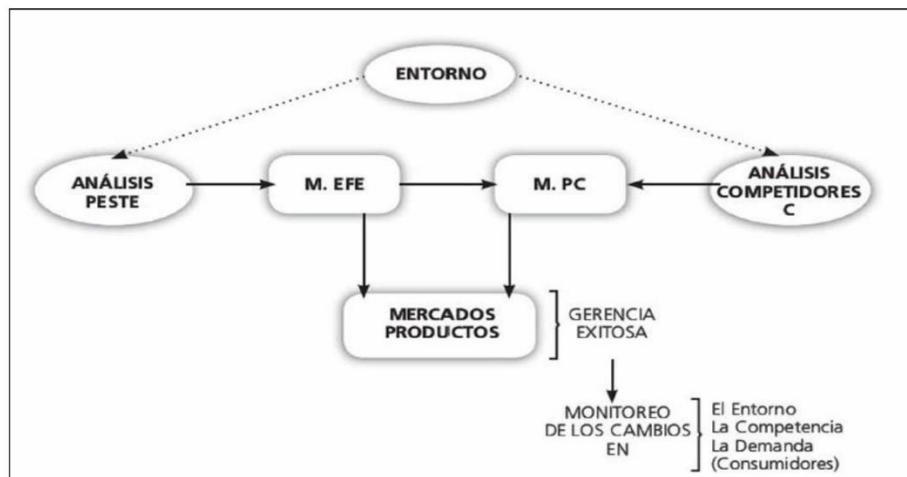 ENTORNO
ANÁLISIS
PESTE
M. EFE
M. PC
ANÁLISIS
COMPETIDORES
C
MERCADOS
PRODUCTOS
GERENCIA
EXITOSA
MONITOREO
DE LOS CAMBIOS
EN
El Entorno
La Competencia
La Demanda
(Consumidores)